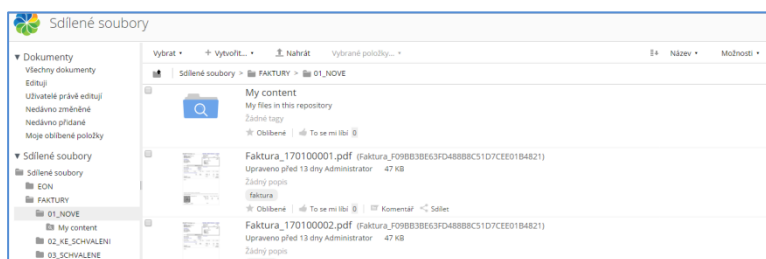 Sdílené soubory
▾ Dokumenty
Všechny dokumenty
Edituji
Uživatelé právě editují
Nedávno změněné
Nedávno přidané
Moje oblíbené položky
▾ Sdílené soubory
Sdílené soubory
EON
FAKTURY
01_NOVE
My content
02_KE_SCHVALENI
03_SCHVALENE
Vybrat ▾ + Vytvořit... ▾ Nahrát Vybrané položky... ▾ Název ▾ Možnosti ▾
Sdílené soubory > FAKTURY > 01_NOVE
My content
My files in this repository
Žádné tagy
Oblíbené To se mi líbí 0
Faktura_170100001.pdf (Faktura_F09BB3BE63FD48BB8C51D7CEE01B4821)
Upraveno před 13 dny Administrator 47 KB
Žádný popis
faktura
Oblíbené To se mi líbí 0 Komentář Sdílet
Faktura_170100002.pdf (Faktura_F09BB3BE63FD48BB8C51D7CEE01B4821)
Upraveno před 13 dny Administrator 47 KB
Žádný popis